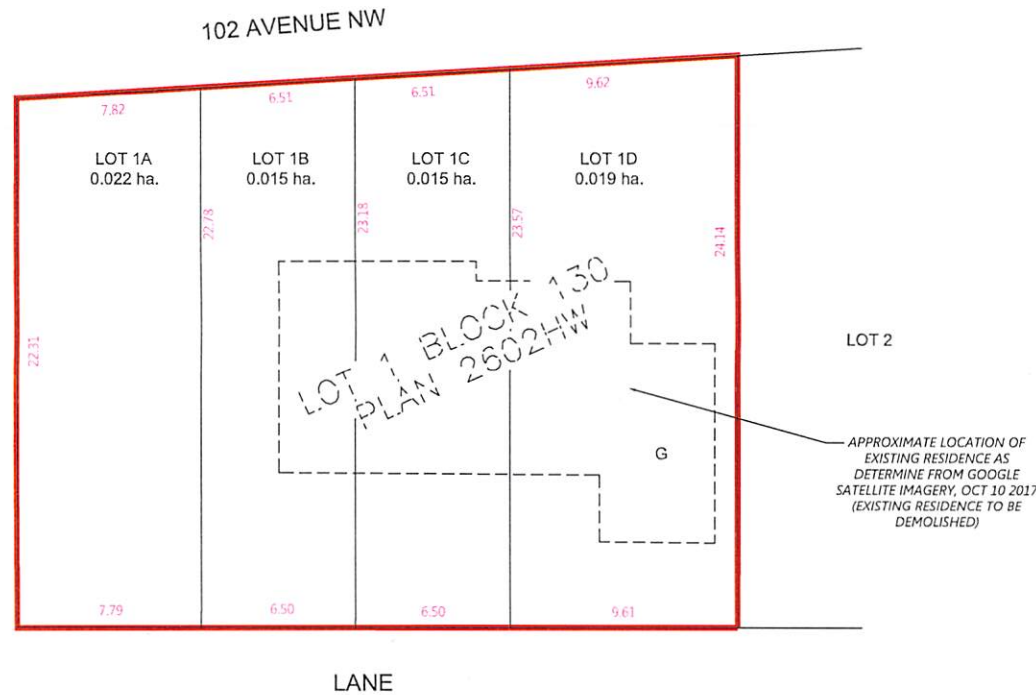 102 AVENUE NW
7.82
6.51
6.51
9.62
LOT 1A
0.022 ha.
LOT 1B
0.015 ha.
LOT 1C
0.015 ha.
LOT 1D
0.019 ha.
22.31
22.78
23.18
23.57
24.14
LOT 1, BLOCK 130
PLAN 2602HW
LOT 2
G
APPROXIMATE LOCATION OF
EXISTING RESIDENCE AS
DETERMINE FROM GOOGLE
SATELLITE IMAGERY, OCT 10 2017
(EXISTING RESIDENCE TO BE
DEMOLISHED)
7.79
6.50
6.50
9.61
LANE